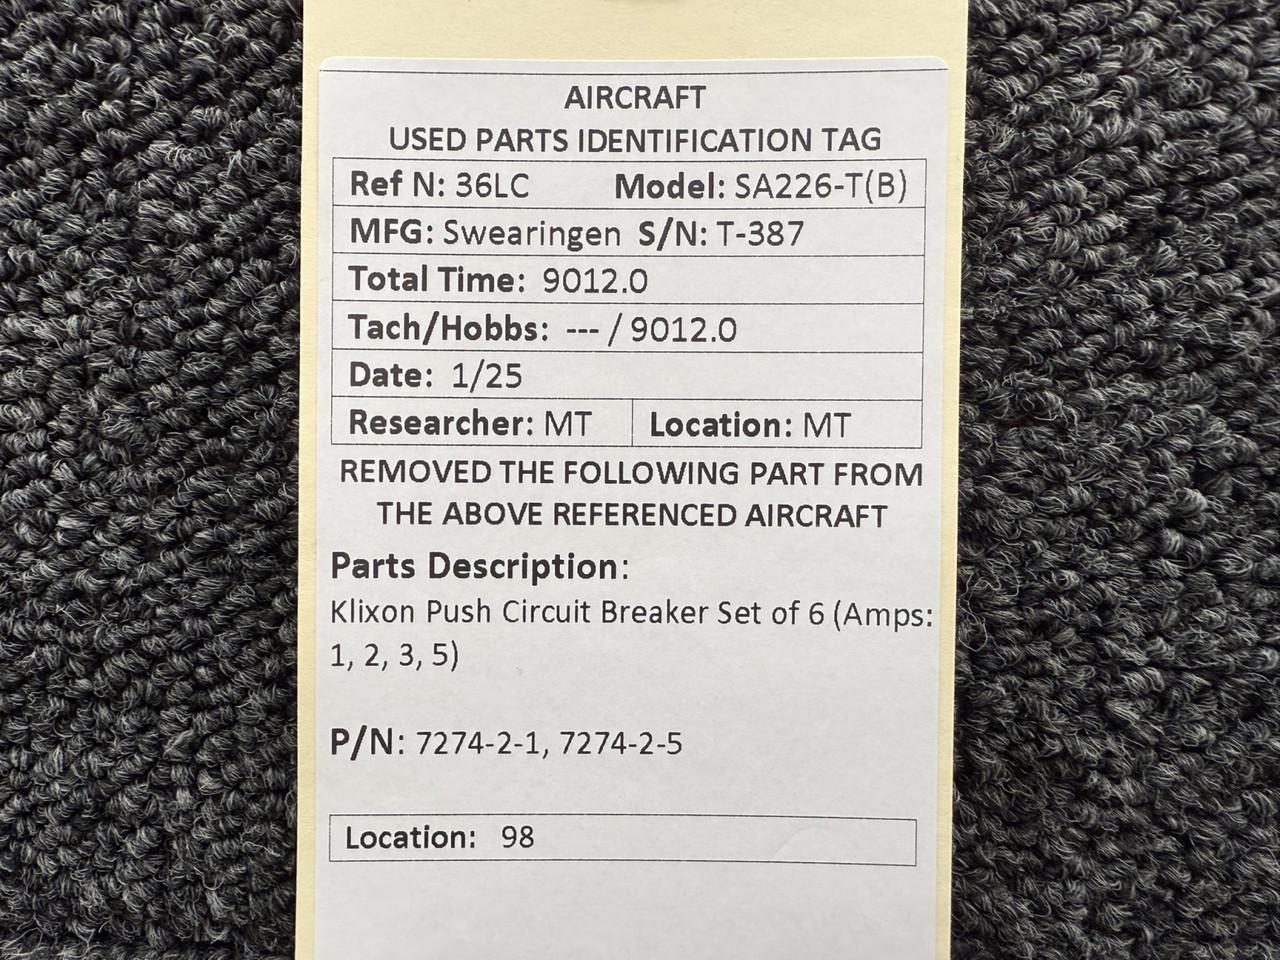 AIRCRAFT
USED PARTS IDENTIFICATION TAG
Ref N: 36LC Model: SA226-T(B)
MFG: Swearingen S/N: T-387
Total Time: 9012.0
Tach/Hobbs: --- / 9012.0
Date: 1/25
Researcher: MT Location: MT
REMOVED THE FOLLOWING PART FROM
THE ABOVE REFERENCED AIRCRAFT
Parts Description:
Klixon Push Circuit Breaker Set of 6 (Amps:
1, 2, 3, 5)
P/N: 7274-2-1, 7274-2-5
Location: 98